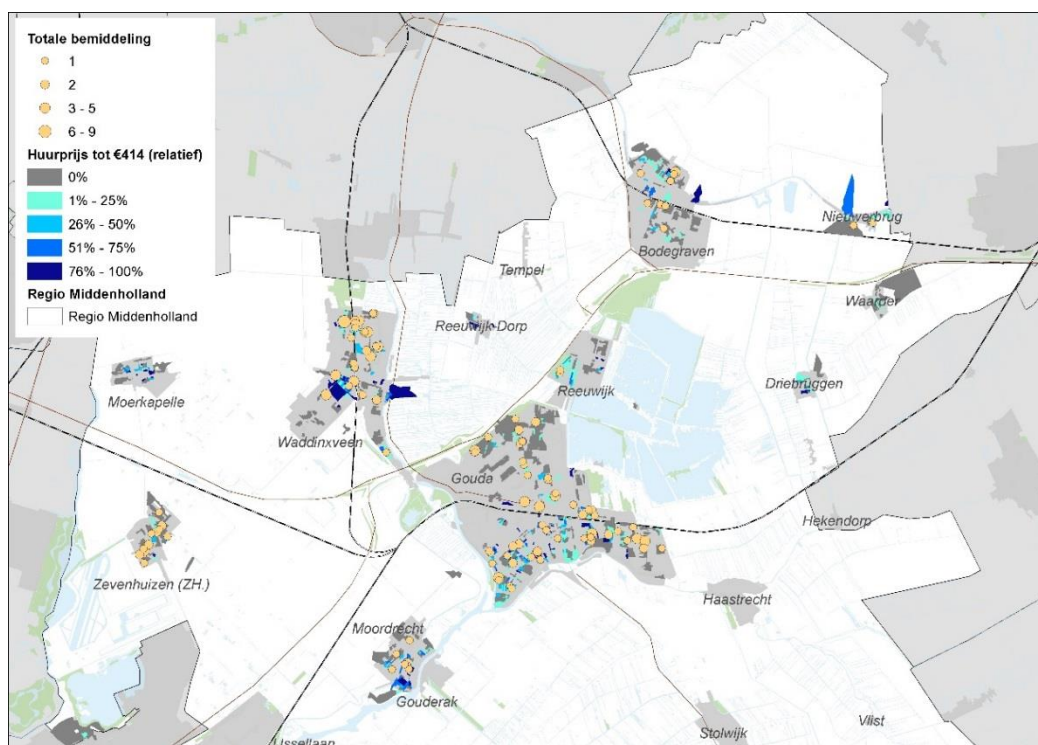 Totale bemiddeling
1
2
3 - 5
6 - 9
Huurprijs tot €414 (relatief)
0%
1% - 25%
26% - 50%
51% - 75%
76% - 100%
Regio Middenholland
Regio Middenholland
Nieuwerbrug
Bodegraven
Tempel
Waarder
Reeuwijk-Dorp
Driebruggen
Reeuwijk
Moerkapelle
Waddinxveen
Gouda
Hekendorp
Zevenhuizen (ZH.)
Haastrecht
Moordrecht
Gouderak
Vlist
Stolwijk
IJssellaan